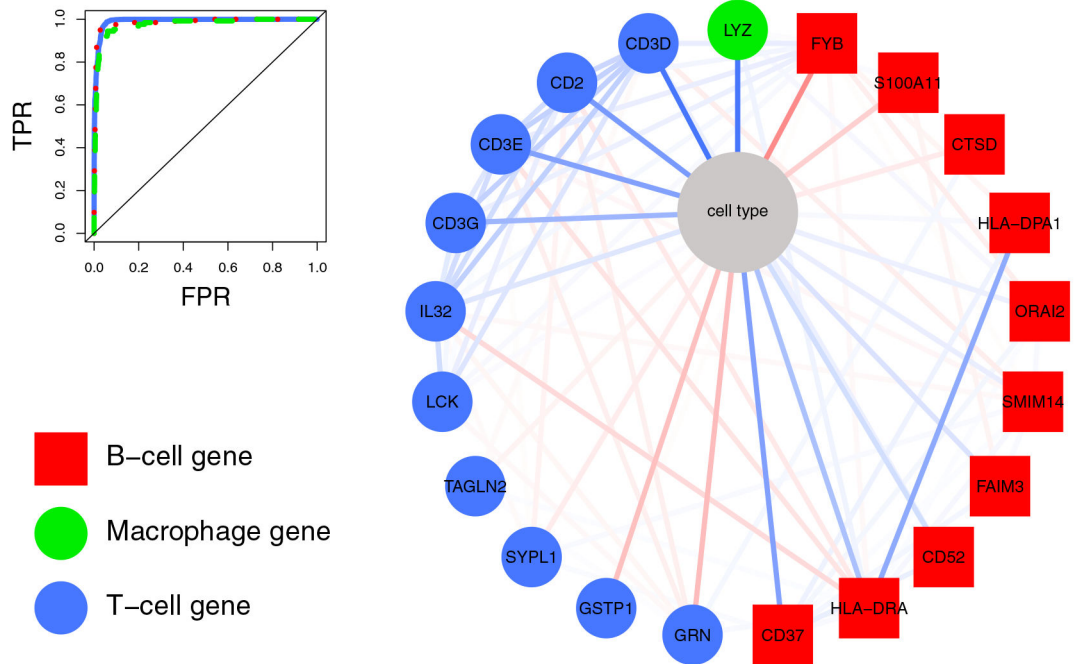 1.0
0.8
0.6
0.4
0.2
0.0
TPR
0.0 0.2 0.4 0.6 0.8 1.0
FPR
B−cell gene
Macrophage gene
T−cell gene
cell type
LYZ
FYB
S100A11
CTSD
HLA−DPA1
ORAI2
SMIM14
FAIM3
CD52
HLA−DRA
CD37
GRN
GSTP1
SYPL1
TAGLN2
LCK
IL32
CD3G
CD3E
CD2
CD3D